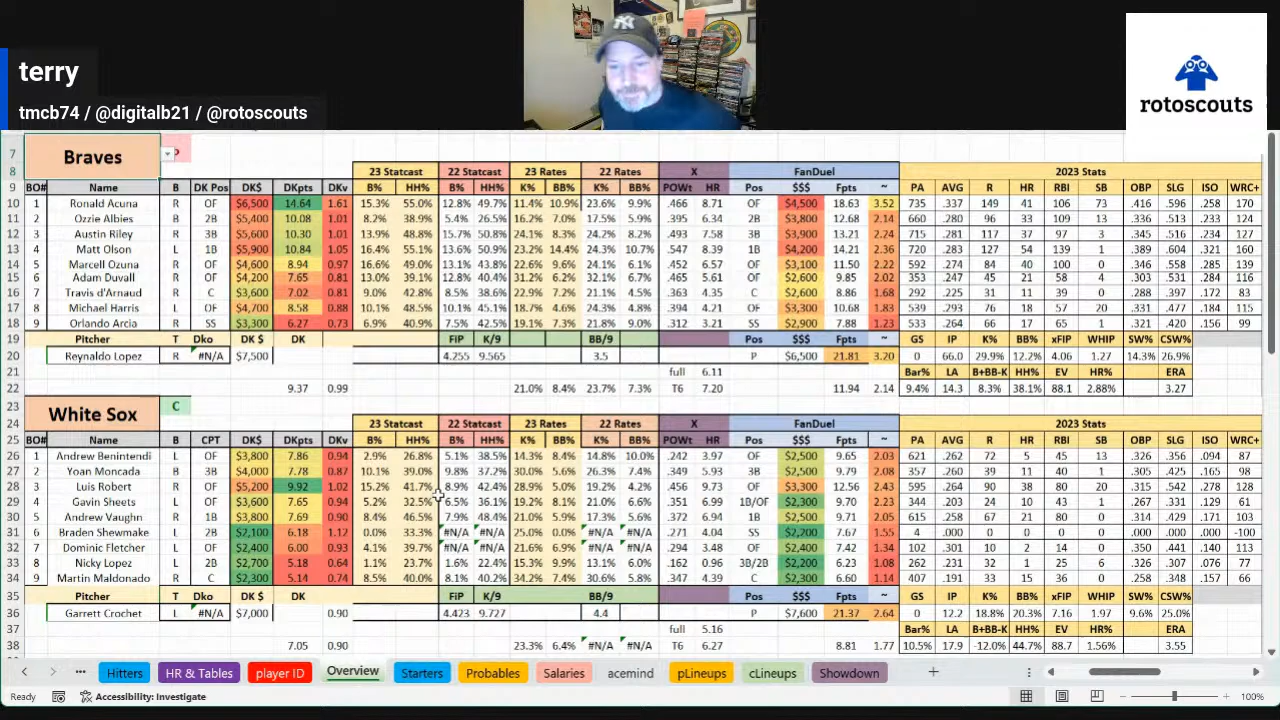 terry
tmcb74 / @digitalb21 / @rotoscouts
rotoscouts
7 Braves
8 23 Statcast 22 Statcast 23 Rates 22 Rates X FanDuel 2023 Stats
9 BO# Name B DK Pos DK$ DKpts DKv B% HH% B% HH% K% BB% K% BB% POWt HR Pos $$$ Fpts ~ PA AVG R HR RBI SB OBP SLG ISO WRC+
10 1 Ronald Acuna R OF $6,500 14.64 1.61 15.3% 55.0% 12.8% 49.7% 11.4% 10.9% 23.6% 9.9% .466 8.71 OF $4,500 18.63 3.52 735 .337 149 41 106 73 .416 .596 .258 170
11 2 Ozzie Albies R 2B $5,400 10.08 1.01 8.2% 38.9% 5.4% 26.5% 16.2% 7.0% 17.5% 5.9% .395 6.34 2B $3,800 12.68 2.14 660 .280 96 33 109 13 .336 .513 .233 124
12 3 Austin Riley R 3B $5,600 10.30 1.01 13.9% 48.8% 15.7% 50.8% 24.1% 8.3% 24.2% 8.2% .493 7.58 3B $3,900 13.21 2.24 715 .281 117 37 97 3 .345 .516 .234 127
13 4 Matt Olson L 1B $5,900 10.84 1.05 16.4% 55.1% 13.6% 50.9% 23.2% 14.4% 24.3% 10.7% .547 8.39 1B $4,200 14.21 2.36 720 .283 127 54 139 1 .389 .604 .321 160
14 5 Marcell Ozuna R OF $4,600 8.94 0.97 16.6% 49.0% 13.1% 43.8% 22.6% 9.6% 24.1% 6.1% .452 6.57 OF $3,100 11.50 2.22 592 .274 84 40 100 0 .346 .558 .285 139
15 6 Adam Duvall R OF $4,200 7.65 0.81 13.0% 39.1% 12.8% 40.4% 31.2% 6.2% 32.1% 6.7% .465 5.61 OF $2,600 9.85 2.02 353 .247 45 21 58 4 .303 .531 .284 116
16 7 Travis d'Arnaud R C $3,600 7.02 0.81 9.0% 42.8% 8.5% 38.6% 22.9% 7.2% 21.1% 4.5% .363 4.35 C $2,600 8.86 1.68 292 .225 31 11 39 0 .288 .397 .172 83
17 8 Michael Harris L OF $4,700 8.58 0.88 10.1% 48.5% 10.1% 45.1% 18.7% 4.6% 24.3% 4.8% .394 4.21 OF $3,300 10.68 1.83 539 .293 76 18 57 20 .331 .477 .184 115
18 9 Orlando Arcia R SS $3,300 6.27 0.73 6.9% 40.9% 7.5% 42.5% 19.1% 7.3% 21.8% 9.0% .312 3.21 SS $2,900 7.88 1.23 533 .264 66 17 65 1 .321 .420 .156 99
19 Pitcher T Dko DK $ DK FIP K/9 BB/9 Pos $$$ Fpts ~ GS IP K% BB% xFIP WHIP SW% CSW%
20 Reynaldo Lopez R #N/A $7,500 4.255 9.565 3.5 P $6,500 21.81 3.20 0 66.0 29.9% 12.2% 4.06 1.27 14.3% 26.9%
21 full 6.11 Bar% LA B+BB-K HH% EV HR% ERA
22 9.37 0.99 21.0% 8.4% 23.7% 7.3% T6 7.20 11.94 2.14 9.4% 14.3 8.3% 38.1% 88.1 2.88% 3.27
23 White Sox C
24 23 Statcast 22 Statcast 23 Rates 22 Rates X FanDuel 2023 Stats
25 BO# Name B CPT DK$ DKpts DKv B% HH% B% HH% K% BB% K% BB% POWt HR Pos $$$ Fpts ~ PA AVG R HR RBI SB OBP SLG ISO WRC+
26 1 Andrew Benintendi L OF $3,800 7.86 0.94 2.9% 26.8% 5.1% 38.5% 14.3% 8.4% 14.8% 10.0% .242 3.97 OF $2,500 9.65 2.03 621 .262 72 5 45 13 .326 .356 .094 87
27 2 Yoan Moncada B 3B $4,000 7.78 0.87 10.1% 39.0% 9.8% 37.2% 30.0% 5.6% 26.3% 7.4% .349 5.93 3B $2,500 9.79 2.08 357 .260 39 11 40 1 .305 .425 .165 98
28 3 Luis Robert R OF $5,200 9.92 1.02 15.2% 41.7% 8.9% 42.4% 28.9% 5.0% 19.2% 4.2% .456 9.73 OF $3,300 12.56 2.43 595 .264 90 38 80 20 .315 .542 .278 128
29 4 Gavin Sheets L OF $3,600 7.65 0.94 5.2% 32.5% 6.5% 36.1% 19.2% 8.1% 21.0% 6.6% .351 6.99 1B/OF $2,300 9.70 2.23 344 .203 24 10 43 1 .267 .331 .129 61
30 5 Andrew Vaughn R 1B $3,800 7.69 0.90 8.4% 46.5% 7.9% 48.4% 21.0% 5.9% 17.3% 5.6% .372 6.94 1B $2,500 9.71 2.05 615 .258 67 21 80 0 .314 .429 .171 103
31 6 Braden Shewmake L SS $2,100 6.18 1.12 0.0% 33.3% #N/A #N/A 25.0% 0.0% #N/A #N/A .271 4.04 SS $2,200 7.67 1.55 4 .000 0 0 0 0 .000 .000 .000 -100
32 7 Dominic Fletcher L OF $2,400 6.00 0.93 4.1% 39.7% #N/A #N/A 21.6% 6.9% #N/A #N/A .294 3.48 OF $2,400 7.42 1.34 102 .301 10 2 14 0 .350 .441 .140 113
33 8 Nicky Lopez L 2B $2,700 5.18 0.64 1.1% 23.7% 1.6% 22.4% 15.3% 9.9% 13.1% 6.0% .162 0.96 3B/2B $2,200 6.23 1.08 262 .231 32 1 25 6 .326 .307 .076 77
34 9 Martin Maldonado R C $2,300 5.14 0.74 8.5% 40.0% 8.1% 40.2% 34.2% 7.4% 30.6% 5.8% .347 4.39 C $2,300 6.60 1.14 407 .191 33 15 36 0 .258 .348 .157 66
35 Pitcher T Dko DK $ DK FIP K/9 BB/9 Pos $$$ Fpts ~ GS IP K% BB% xFIP WHIP SW% CSW%
36 Garrett Crochet L #N/A $7,000 0.90 4.423 9.727 4.4 P $7,600 21.37 2.64 0 12.2 18.8% 20.3% 7.16 1.97 9.6% 25.0%
37 full 5.16 Bar% LA B+BB-K HH% EV HR% ERA
38 7.05 0.90 23.3% 6.4% #N/A #N/A T6 6.27 8.81 1.77 10.5% 17.9 -12.0% 44.7% 88.7 1.56% 3.55
Hitters HR & Tables player ID Overview Starters Probables Salaries acemind pLineups cLineups Showdown
Ready Accessibility: Investigate 100%